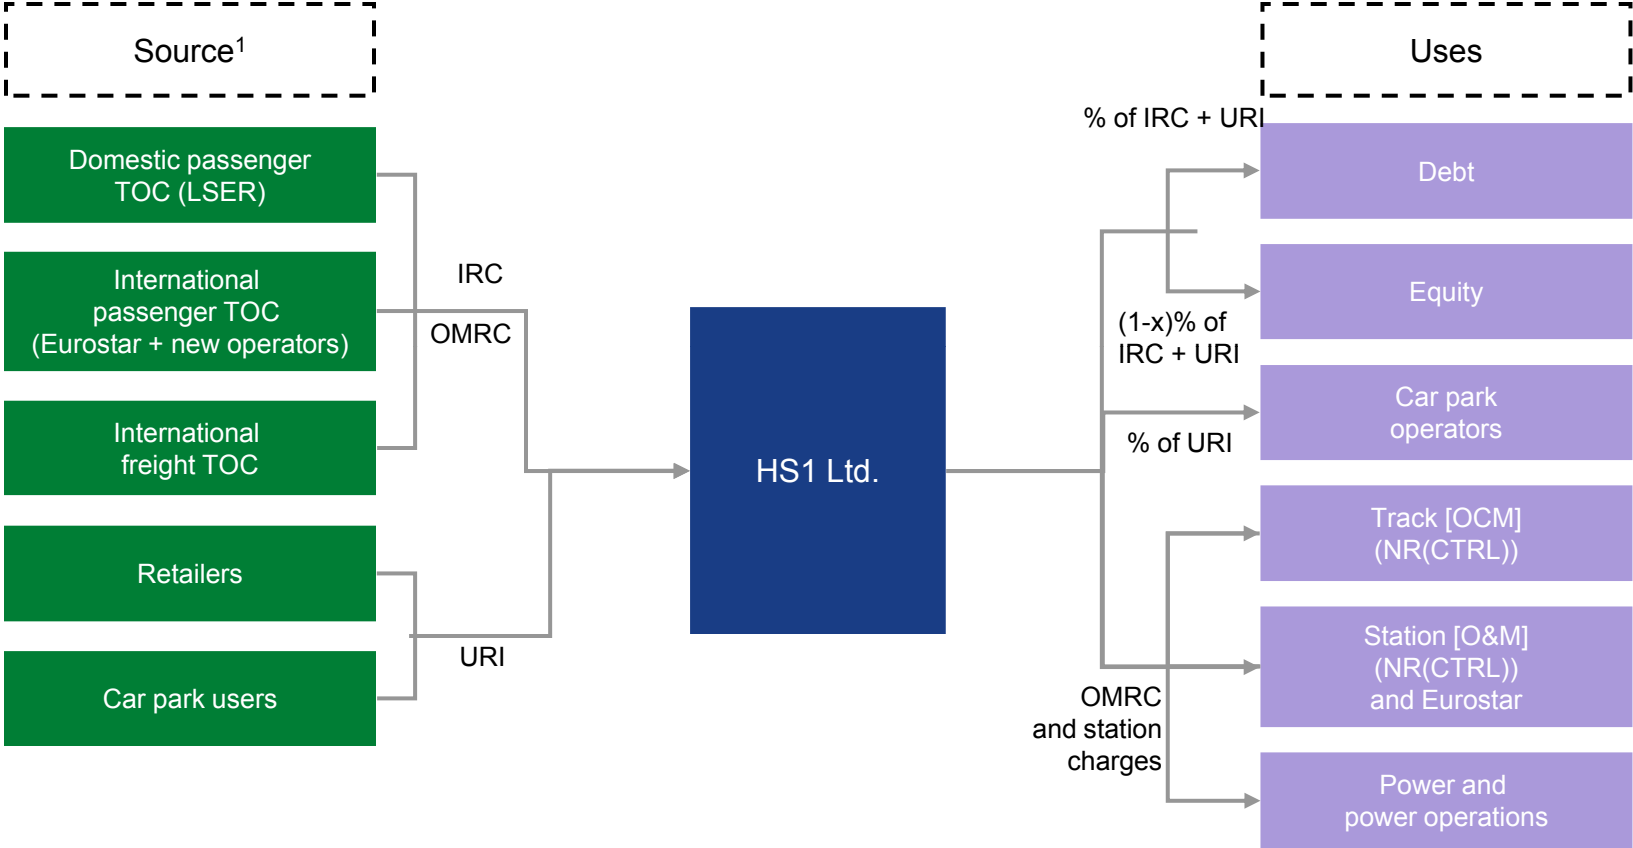 Source¹
Domestic passenger
TOC (LSER)
International
passenger TOC
(Eurostar + new operators)
International
freight TOC
Retailers
Car park users
IRC
OMRC
URI
HS1 Ltd.
Uses
% of IRC + URI
Debt
Equity
(1-x)% of
IRC + URI
Car park
operators
% of URI
Track [OCM]
(NR(CTRL))
Station [O&M]
(NR(CTRL))
and Eurostar
OMRC
and station
charges
Power and
power operations